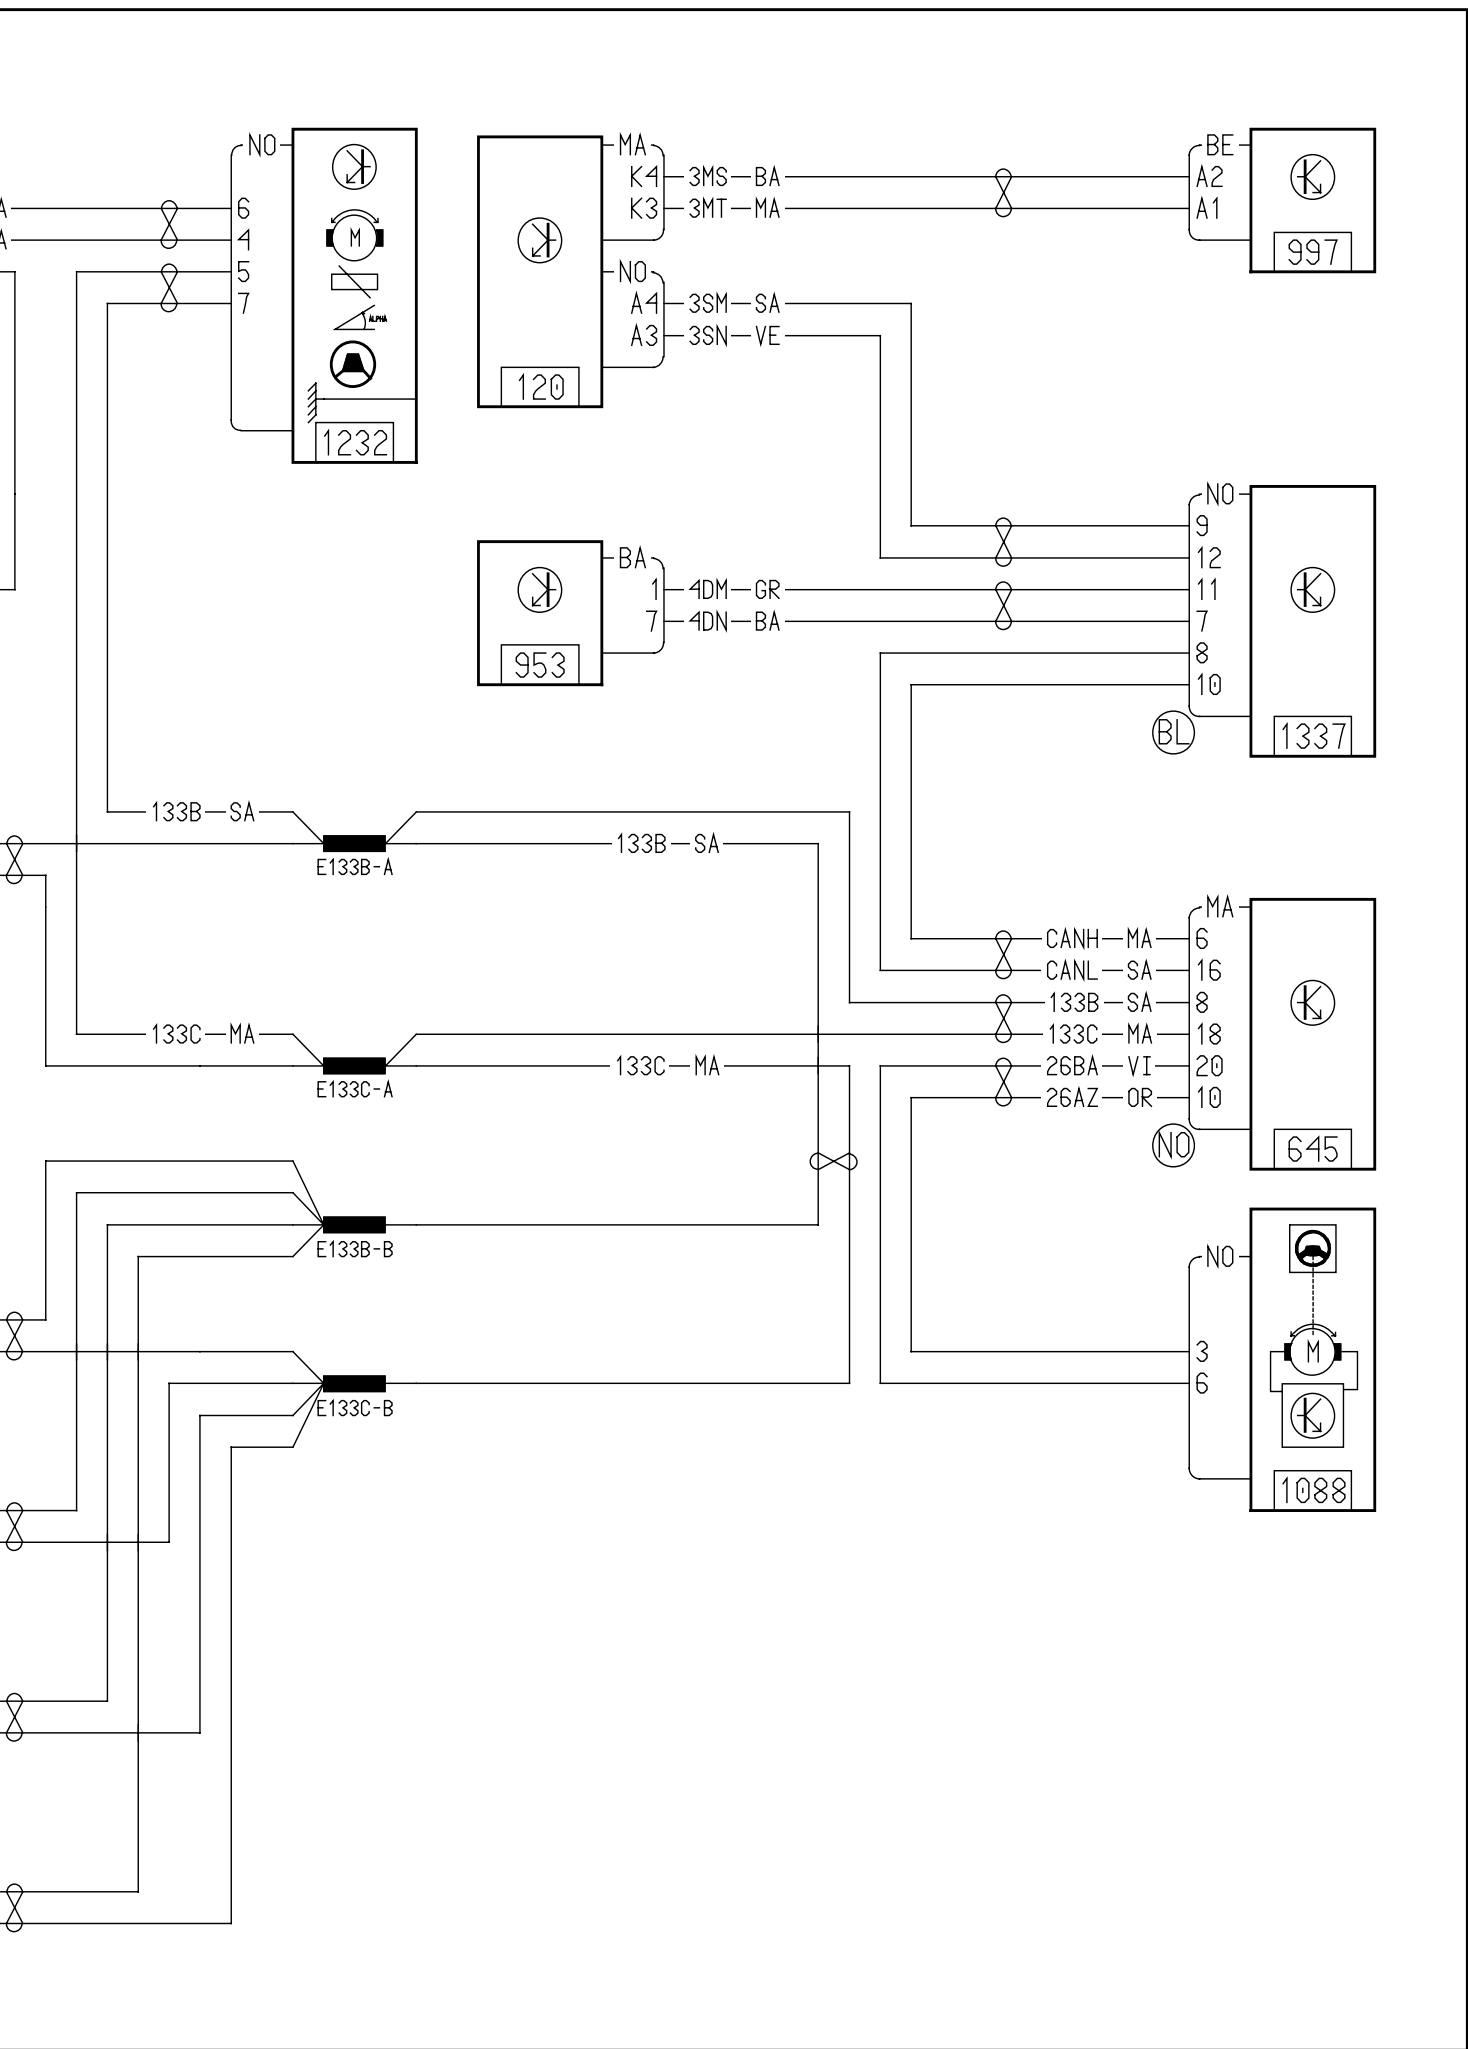 NO
6
4
5
7
M
ALPHA
1232
MA
K4 3MS BA
K3 3MT MA
NO
A4 3SM SA
A3 3SN VE
120
BE
A2
A1
997
NO
9
12
11
7
8
10
BL
1337
BA
1 4DM GR
7 4DN BA
953
133B SA
E133B-A
133B SA
133C MA
E133C-A
133C MA
MA
CANH MA 6
CANL SA 16
133B SA 8
133C MA 18
26BA VI 20
26AZ OR 10
NO
645
E133B-B
E133C-B
NO
3
6
M
1088